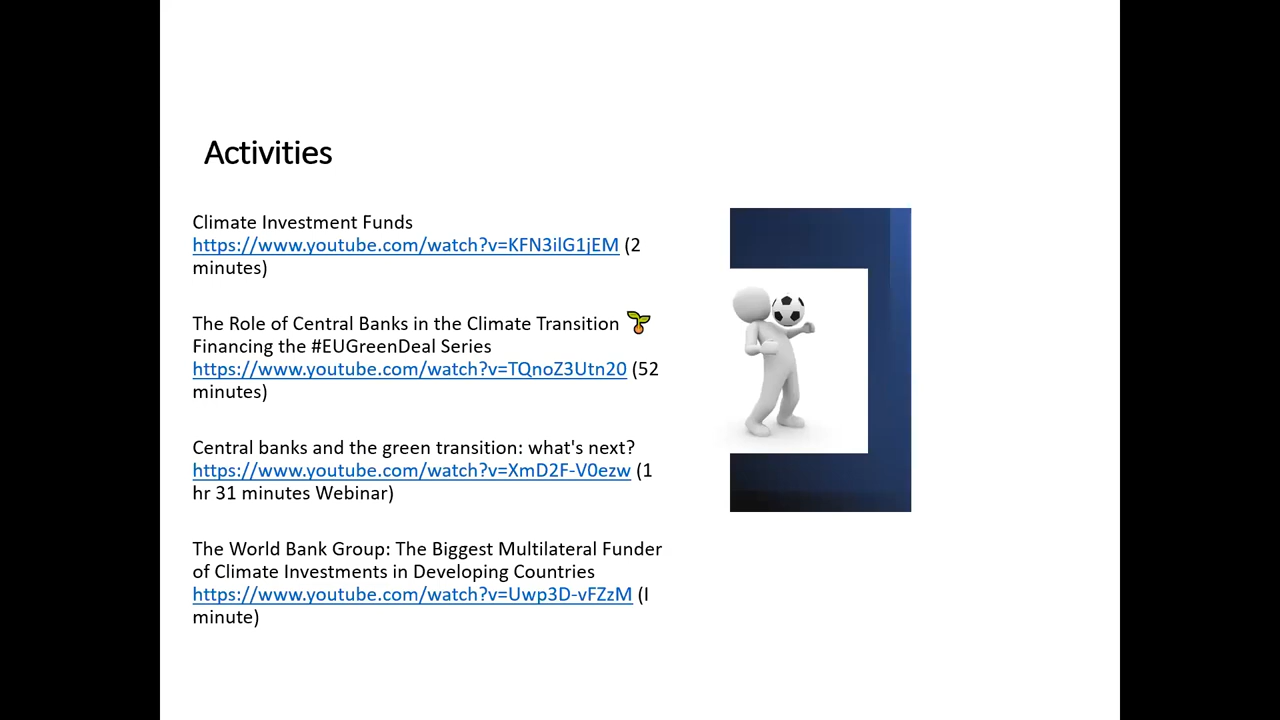 Activities
Climate Investment Funds
https://www.youtube.com/watch?v=KFN3ilG1jEM (2
minutes)
The Role of Central Banks in the Climate Transition 🌱
Financing the #EUGreenDeal Series
https://www.youtube.com/watch?v=TQnoZ3Utn20 (52
minutes)
Central banks and the green transition: what's next?
https://www.youtube.com/watch?v=XmD2F-V0ezw (1
hr 31 minutes Webinar)
The World Bank Group: The Biggest Multilateral Funder
of Climate Investments in Developing Countries
https://www.youtube.com/watch?v=Uwp3D-vFZzM (I
minute)